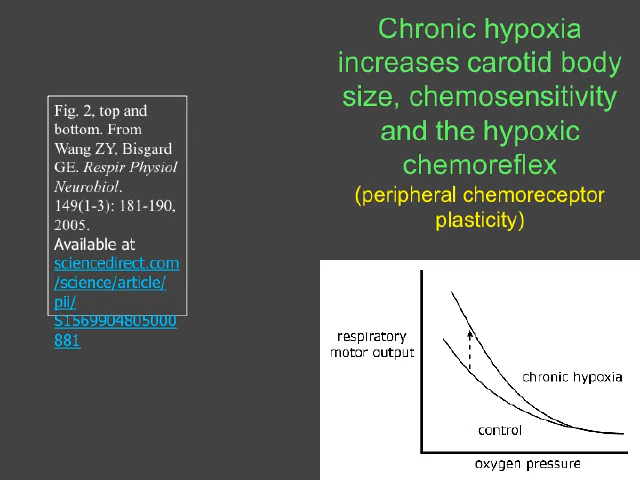 Chronic hypoxia
increases carotid body
size, chemosensitivity
and the hypoxic
chemoreflex
(peripheral chemoreceptor
plasticity)
Fig. 2, top and
bottom. From
Wang ZY, Bisgard
GE. Respir Physiol
Neurobiol.
149(1-3): 181-190,
2005.
Available at
sciencedirect.com
/science/article/
pii/
S1569904805000
881
respiratory
motor output
chronic hypoxia
control
oxygen pressure